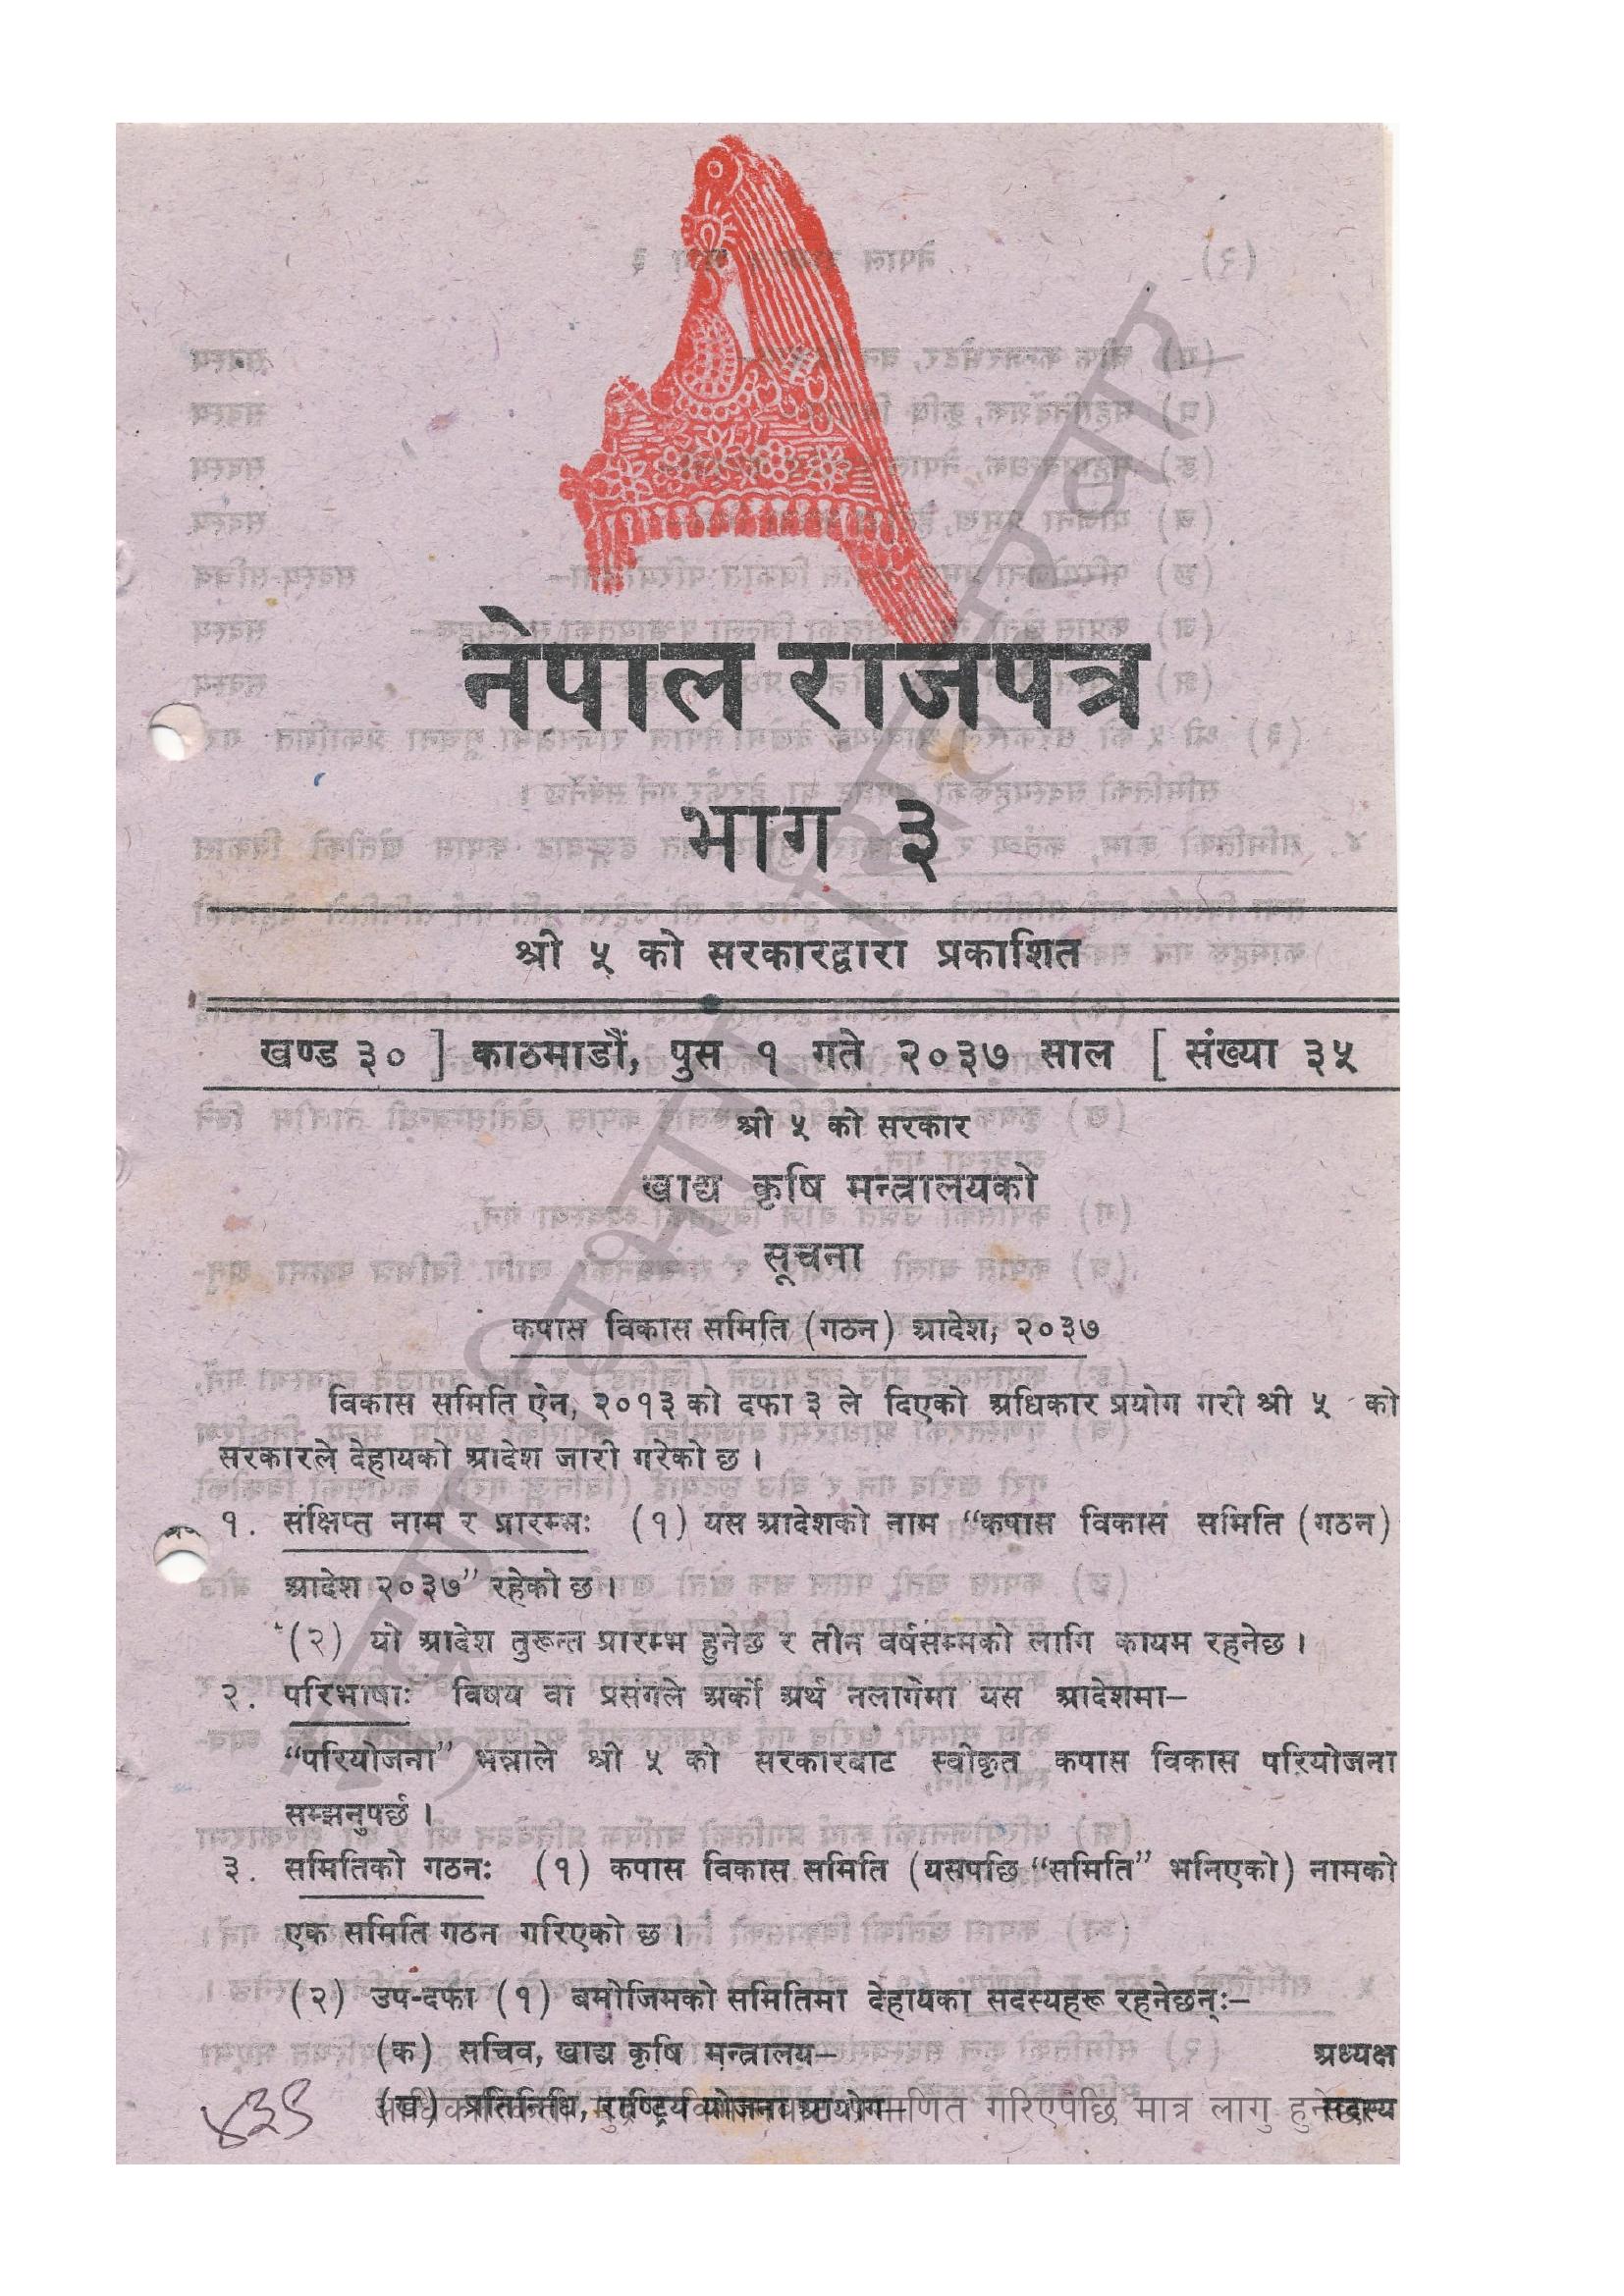 नेपाल राजपत्र
भाग ३
श्री ५ को सरकारद्वारा प्रकाशित
खण्ड ३० ] काठमाडौं, पुस १ गते २०३७ साल [ संख्या ३५
श्री ५ को सरकार
खाद्य कृषि मन्त्रालयको
सूचना
कपास विकास समिति (गठन) आदेश, २०३७
विकास समिति ऐन, २०१३ को दफा ३ ले दिएको अधिकार प्रयोग गरी श्री ५ को
सरकारले देहायको आदेश जारी गरेको छ ।
१. संक्षिप्त नाम र प्रारम्भः (१) यस आदेशको नाम “कपास विकास समिति (गठन)
आदेश २०३७” रहेको छ ।
(२) यो आदेश तुरून्त प्रारम्भ हुनेछ र तीन वर्षसम्मको लागि कायम रहनेछ ।
२. परिभाषाः विषय वा प्रसंगले अर्को अर्थ नलागेमा यस आदेशमा–
“परियोजना” भन्नाले श्री ५ को सरकारबाट स्वीकृत कपास विकास परियोजना
सम्झनुपर्छ ।
३. समितिको गठनः (१) कपास विकास समिति (यसपछि “समिति” भनिएको) नामको
एक समिति गठन गरिएको छ ।
(२) उप-दफा (१) बमोजिमको समितिमा देहायका सदस्यहरू रहनेछन्ः–
(क) सचिव, खाद्य कृषि मन्त्रालय– अध्यक्ष
(ख) प्रतिनिधि, राष्ट्रिय योजना आयोग– सदस्य
गरिएपछि मात्र लागु हुनेछ